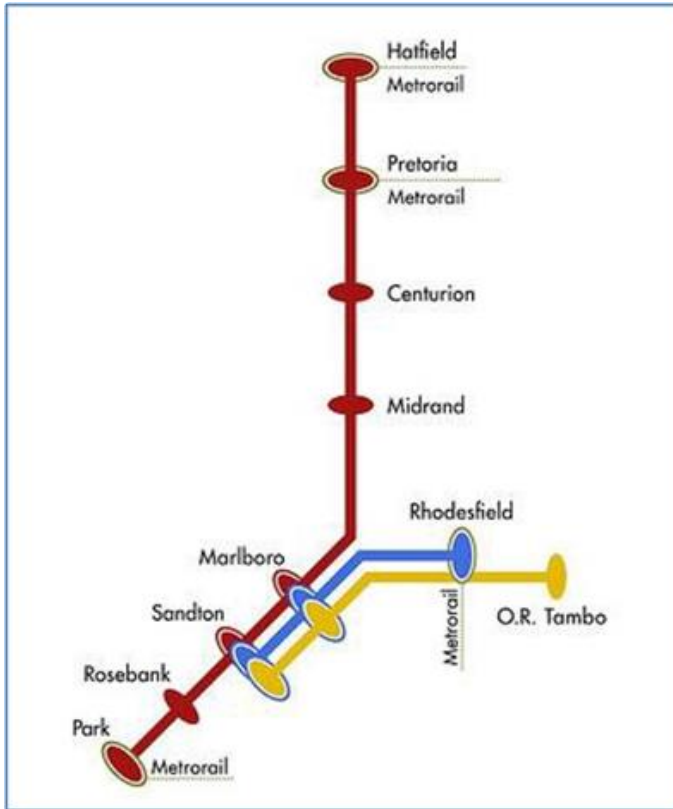 Hatfield
Metrorail
Pretoria
Metrorail
Centurion
Midrand
Rhodesfield
Marlboro
O.R. Tambo
Metrorail
Sandton
Rosebank
Park
Metrorail